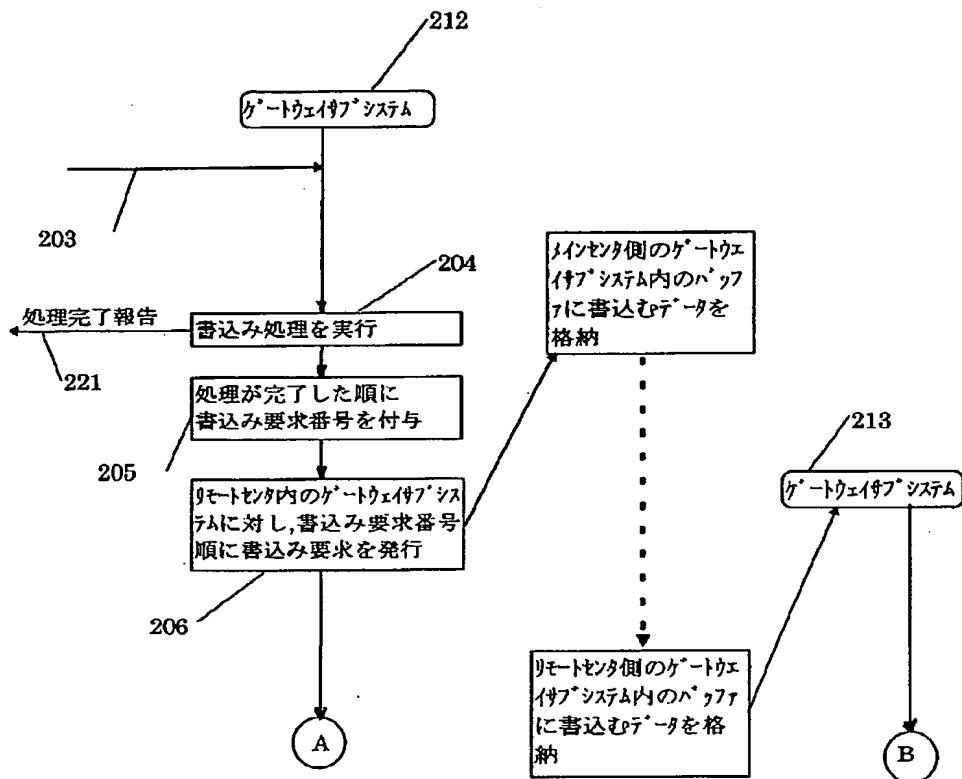 212
ゲートウェイサブシステム
203
204
処理完了報告
書込み処理を実行
221
処理が完了した順に
書込み要求番号を付与
205
リモートセンタ内のゲートウェイサブシス
テムに対し,書込み要求番号
順に書込み要求を発行
206
A
メインセンタ側のゲートウェ
イサブシステム内のバッフ
ァに書込むデータを
格納
リモートセンタ側のゲートウェ
イサブシステム内のバッファ
に書込むデータを格
納
213
ゲートウェイサブシステム
B